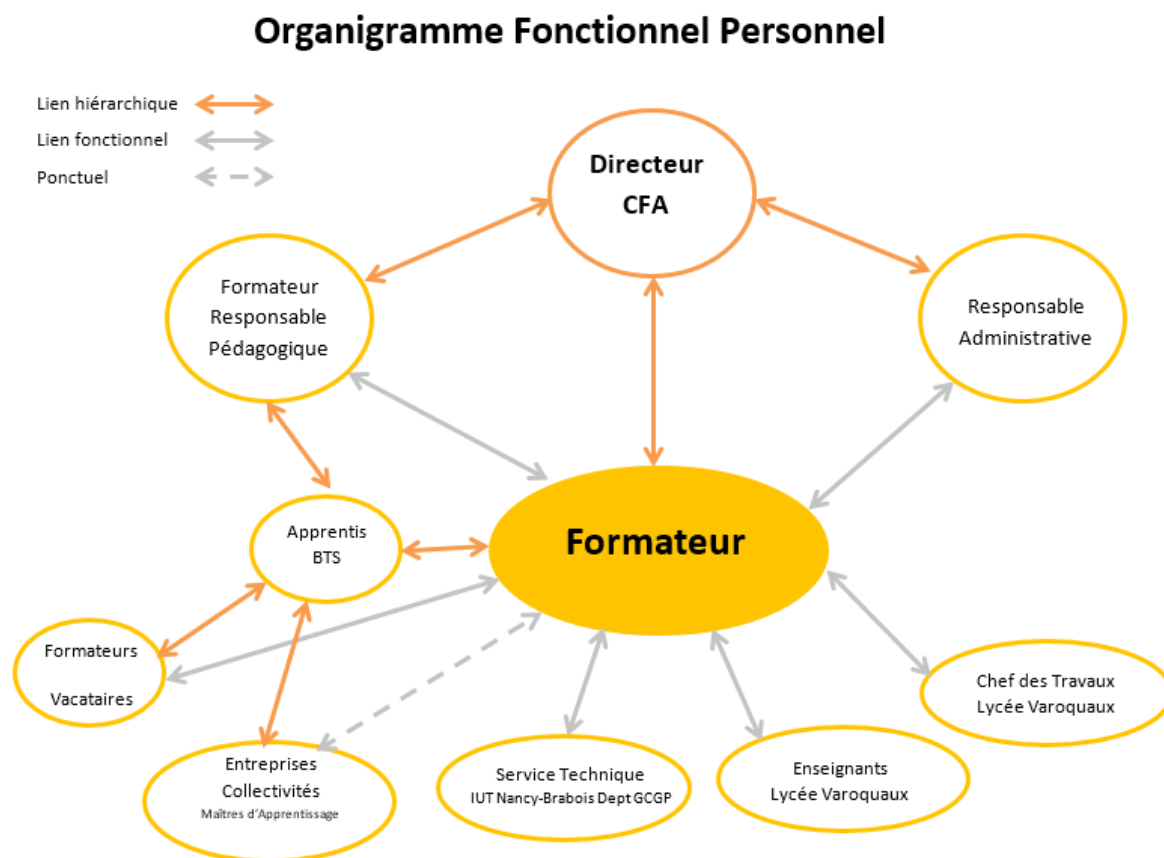 Organigramme Fonctionnel Personnel
Lien hiérarchique
Lien fonctionnel
Ponctuel
Directeur
CFA
Formateur
Responsable
Pédagogique
Responsable
Administrative
Apprentis
BTS
Formateur
Formateurs
Vacataires
Chef des Travaux
Lycée Varoquaux
Entreprises
Collectivités
Maîtres d'Apprentissage
Service Technique
IUT Nancy-Brabois Dept GCGP
Enseignants
Lycée Varoquaux